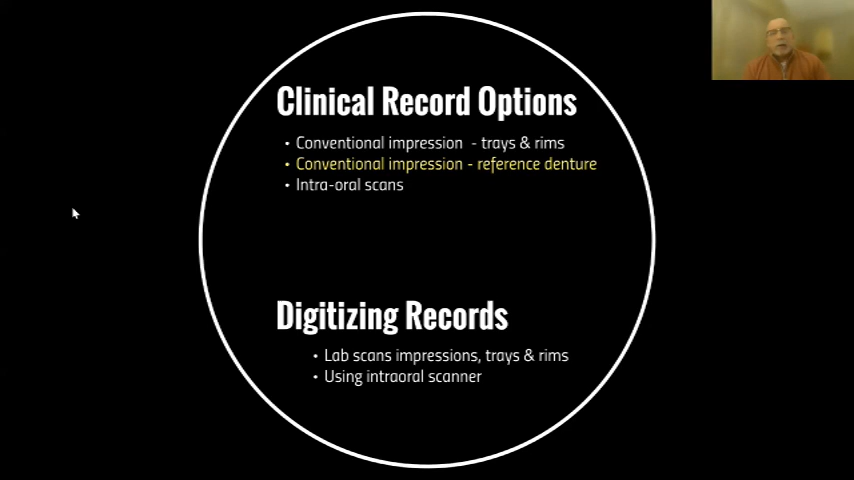 Clinical Record Options
• Conventional impression - trays & rims
• Conventional impression - reference denture
• Intra-oral scans
Digitizing Records
• Lab scans impressions, trays & rims
• Using intraoral scanner